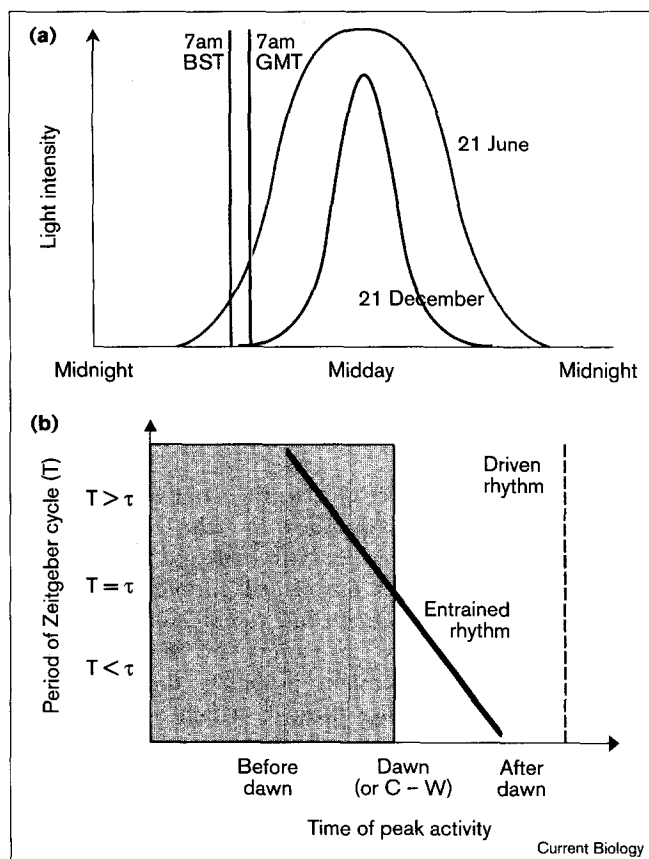 (a)
7am 7am
BST GMT
Light intensity
21 June
21 December
Midnight Midday Midnight
(b)
Period of Zeitgeber cycle (T)
T > τ
T = τ
T < τ
Driven
rhythm
Entrained
rhythm
Before Dawn After
dawn (or C – W) dawn
Time of peak activity
Current Biology